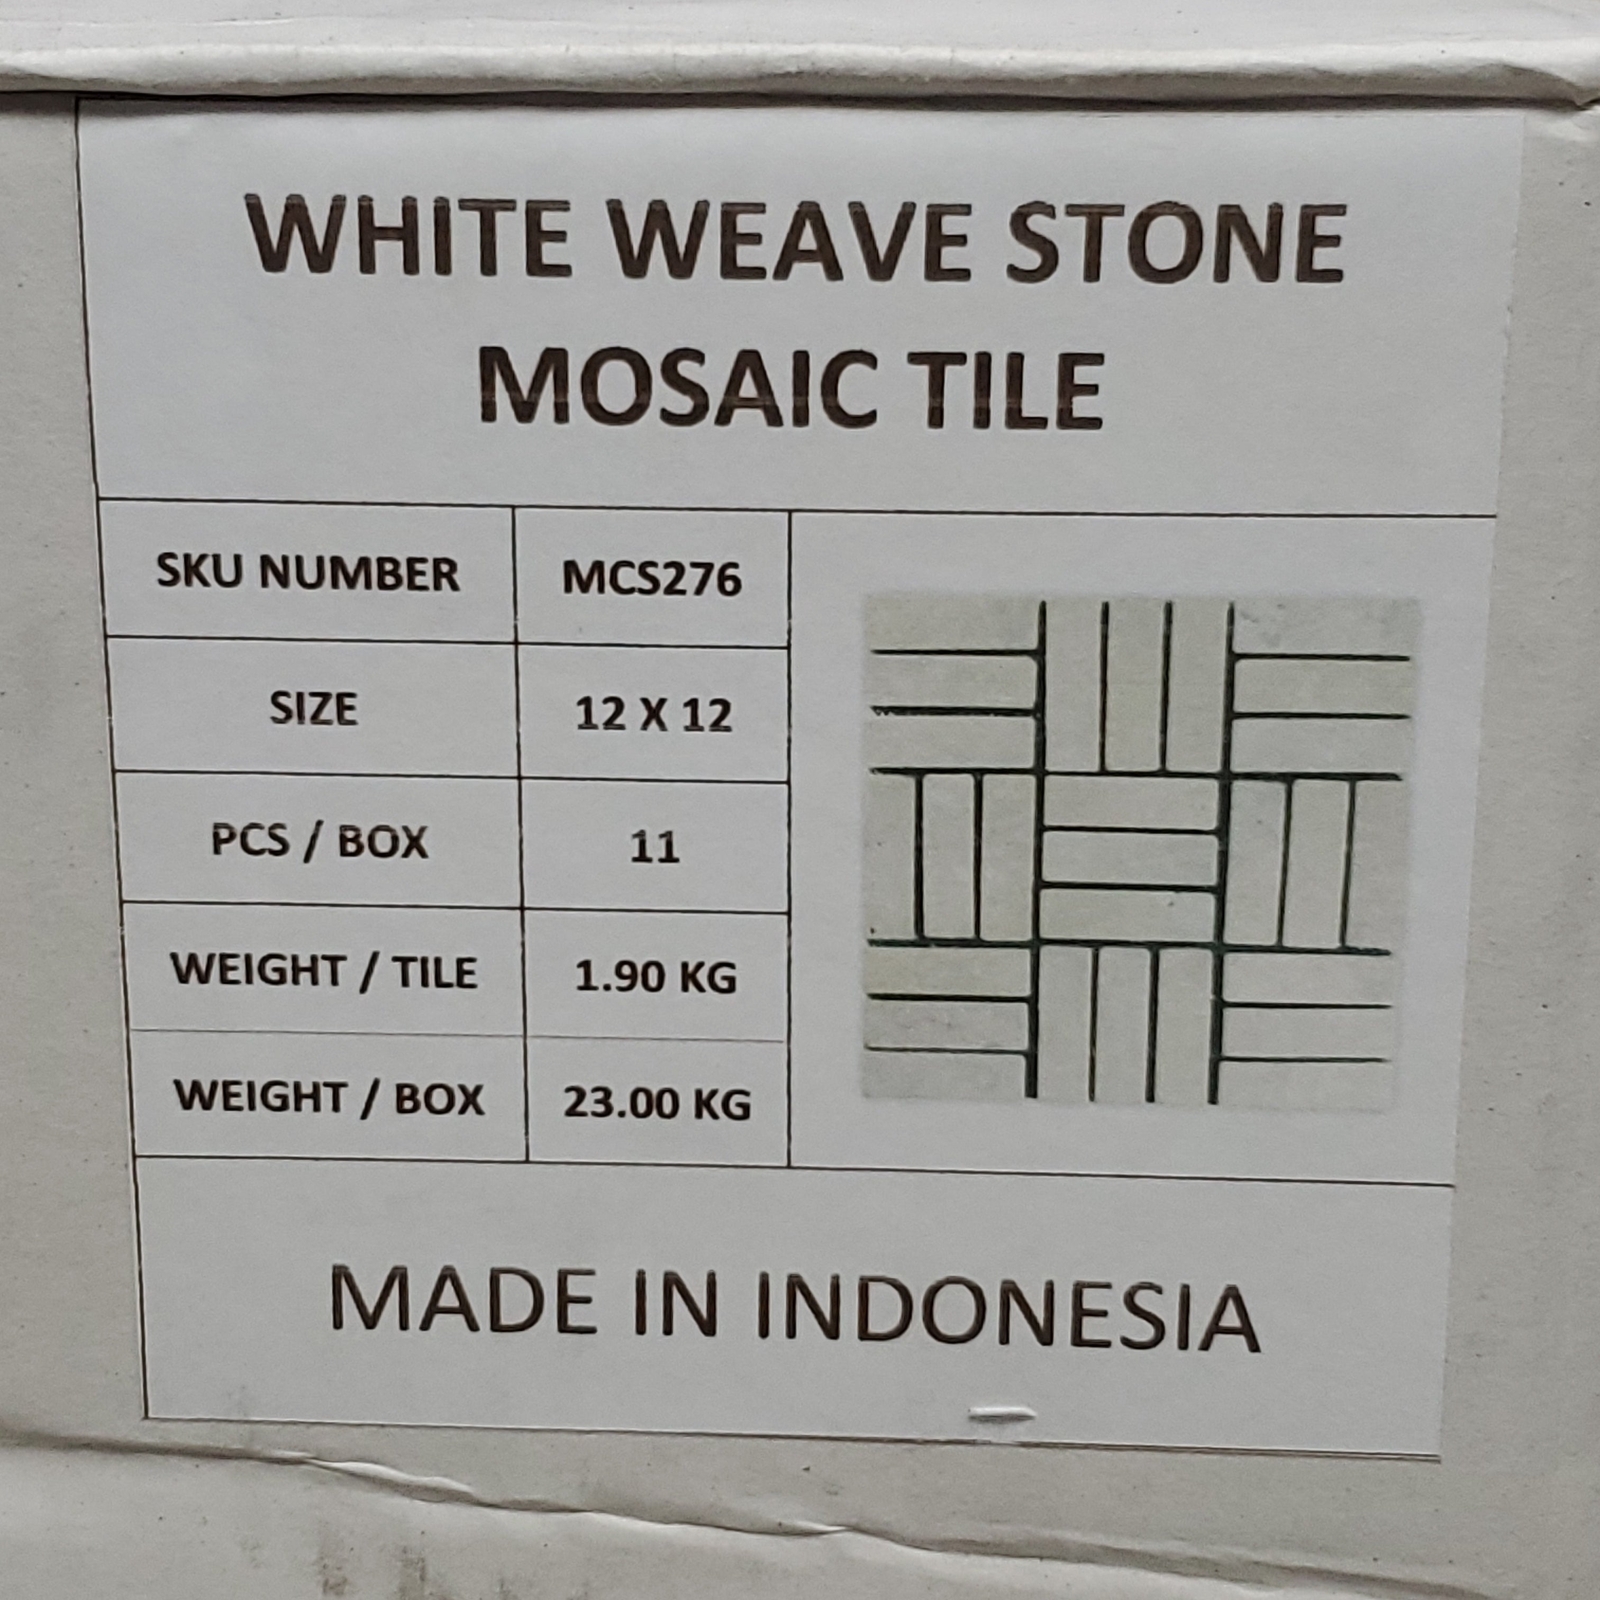 WHITE WEAVE STONE
MOSAIC TILE
SKU NUMBER MCS276
SIZE 12 X 12
PCS / BOX 11
WEIGHT / TILE 1.90 KG
WEIGHT / BOX 23.00 KG
MADE IN INDONESIA